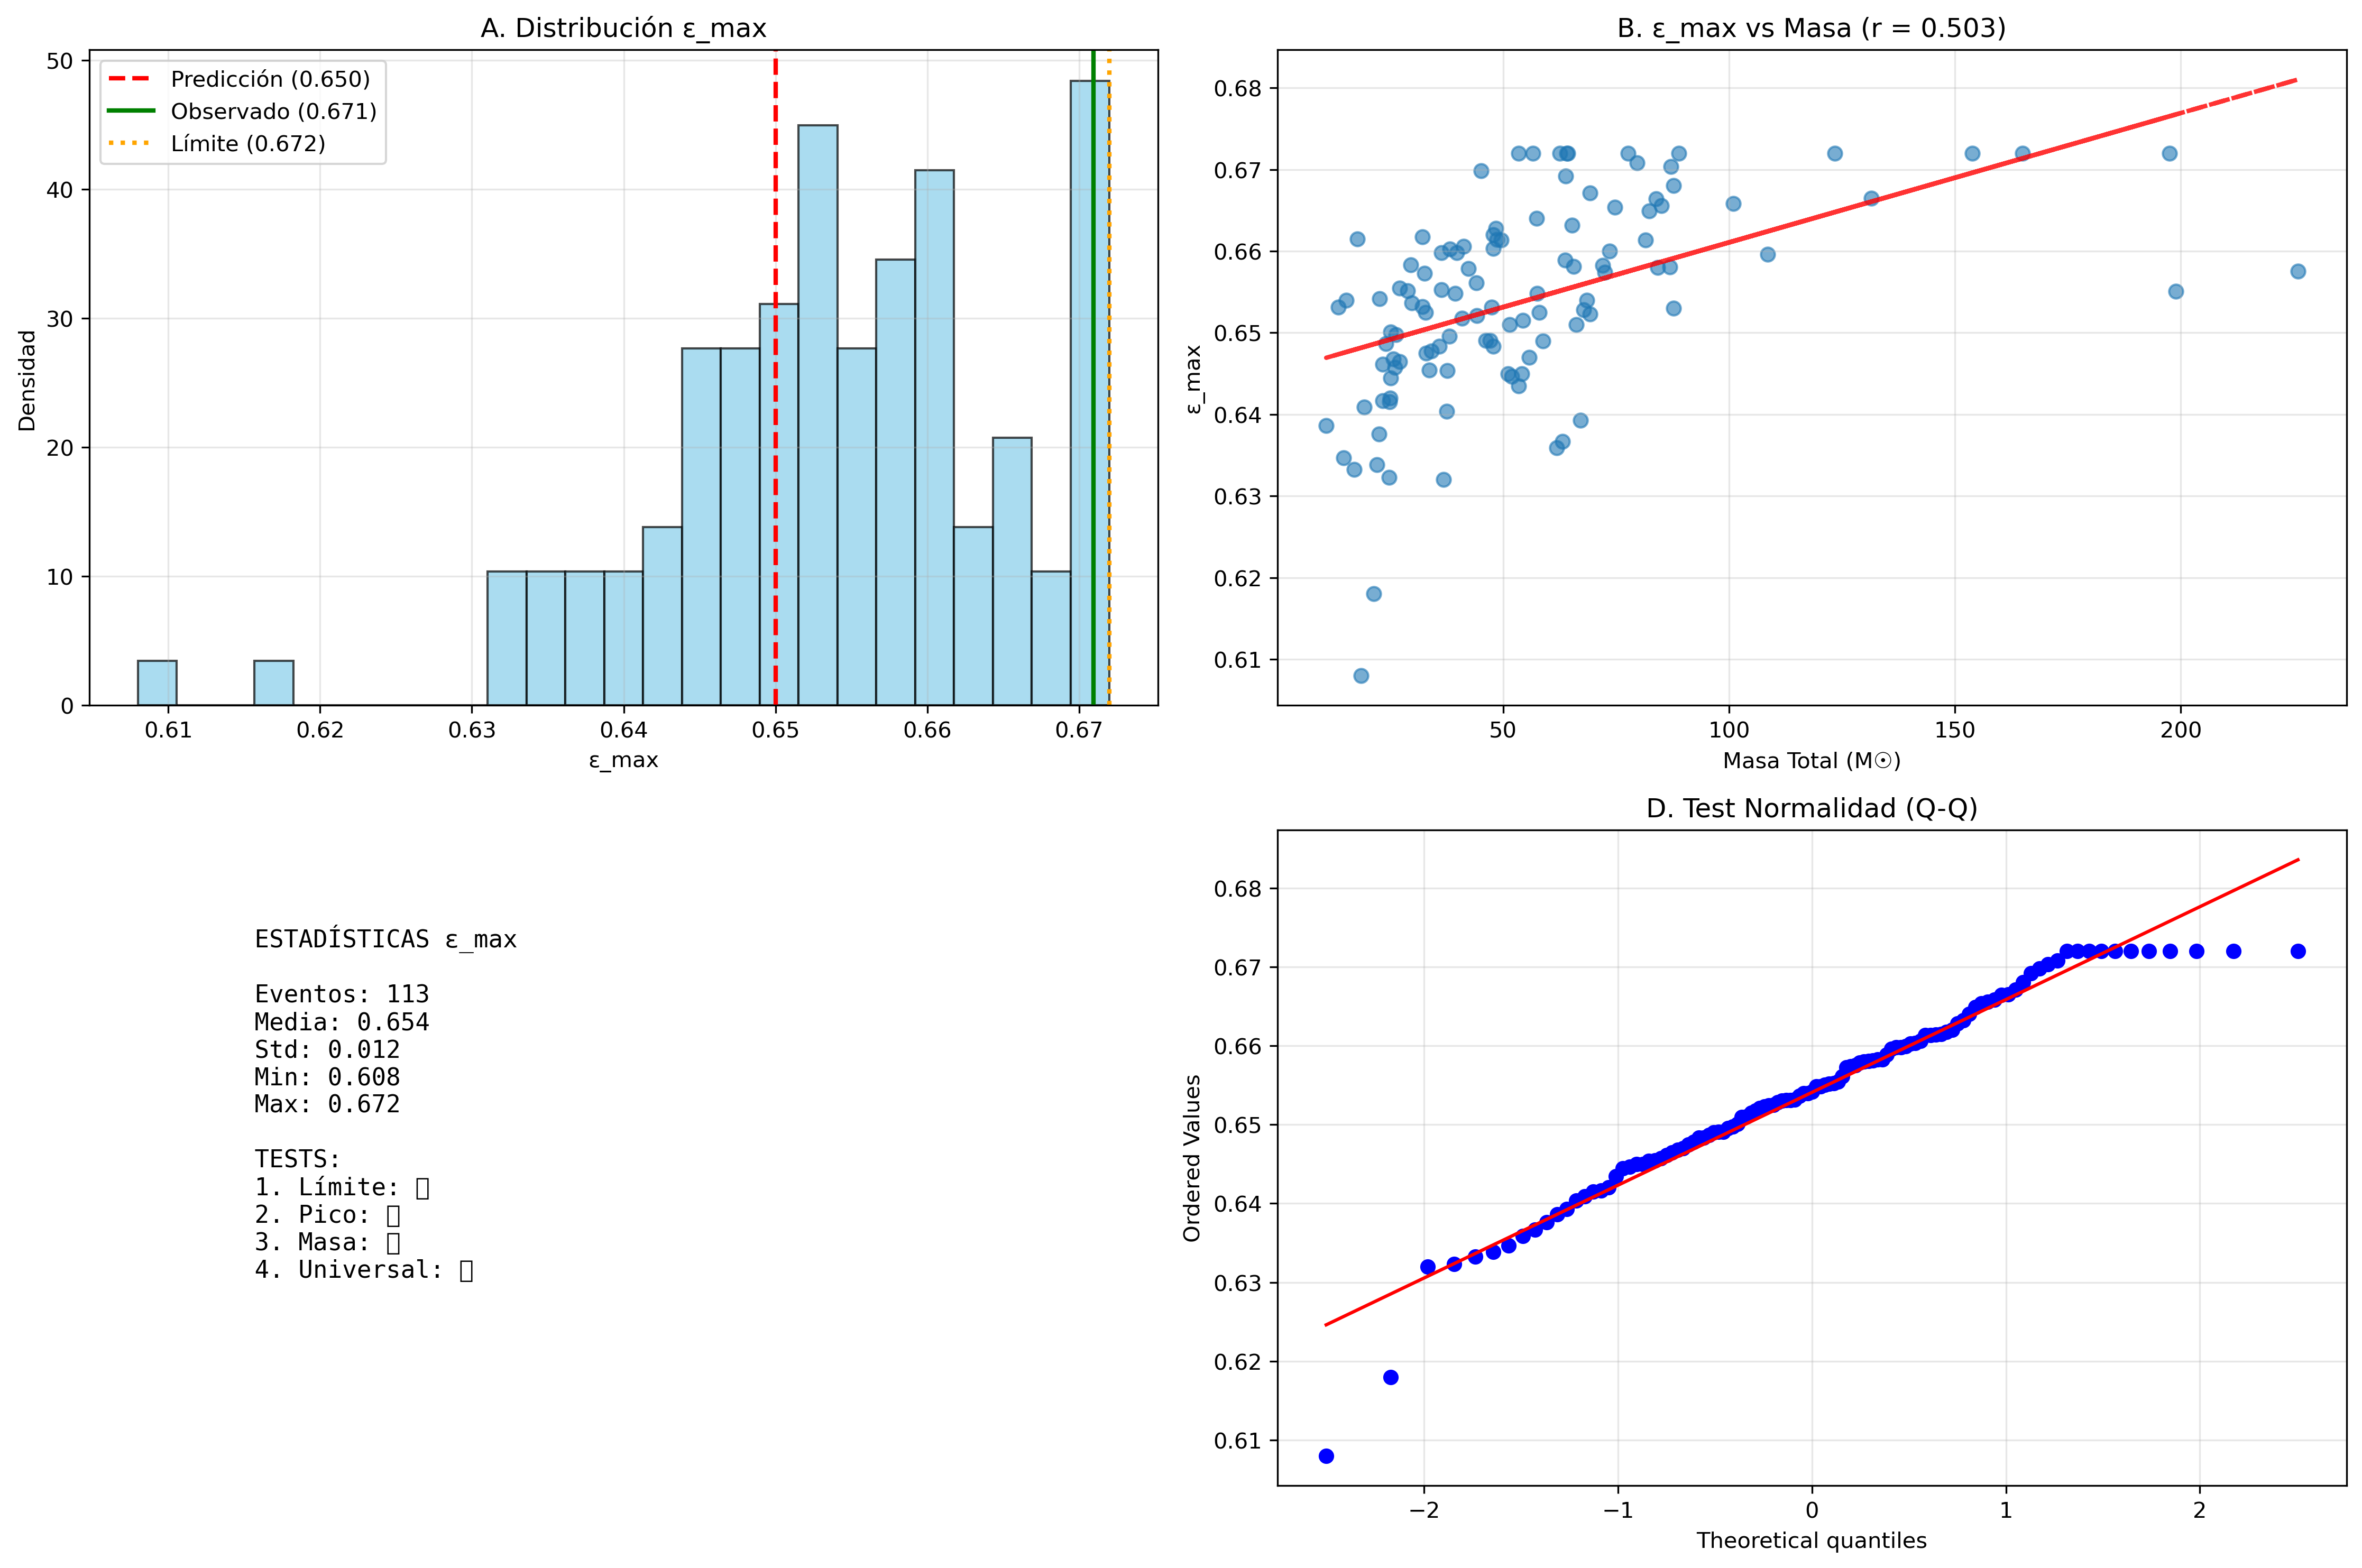 A. Distribución ε_max
Predicción (0.650)
Observado (0.671)
Límite (0.672)
50
40
30
20
10
0
Densidad
0.61 0.62 0.63 0.64 0.65 0.66 0.67
ε_max
B. ε_max vs Masa (r = 0.503)
0.68
0.67
0.66
0.65
0.64
0.63
0.62
0.61
ε_max
50 100 150 200
Masa Total (M☉)
ESTADÍSTICAS ε_max
Eventos: 113
Media: 0.654
Std: 0.012
Min: 0.608
Max: 0.672
TESTS:
1. Límite: 
2. Pico: 
3. Masa: 
4. Universal: 
D. Test Normalidad (Q-Q)
0.68
0.67
0.66
0.65
0.64
0.63
0.62
0.61
Ordered Values
−2 −1 0 1 2
Theoretical quantiles